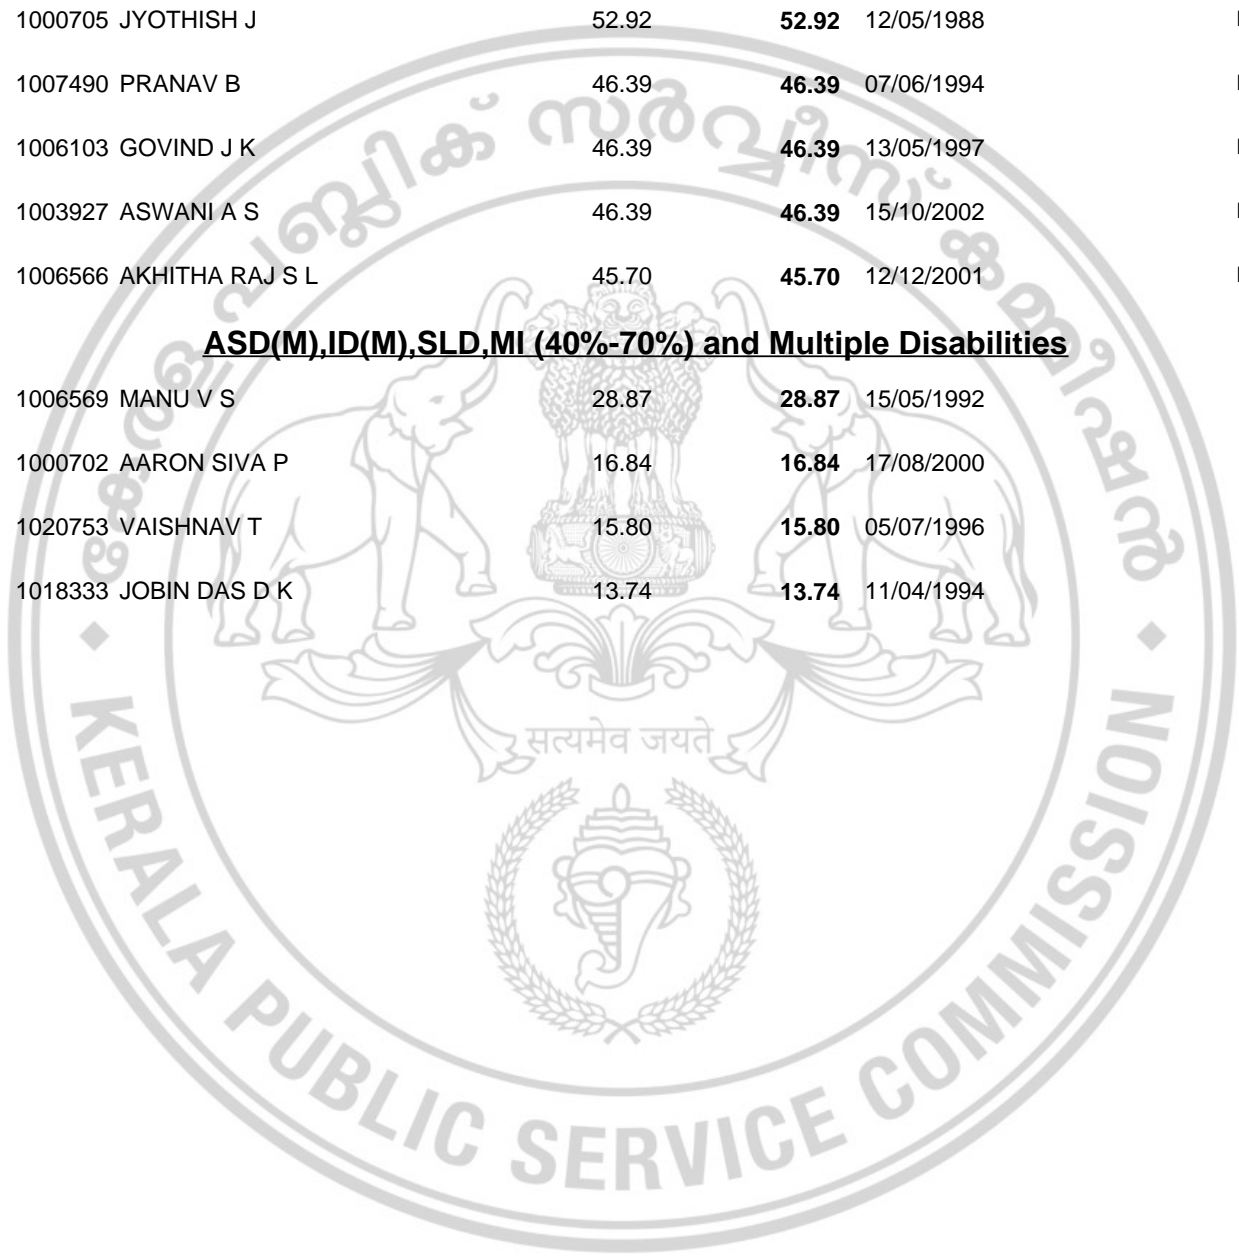 1000705 JYOTHISH J 52.92 52.92 12/05/1988
1007490 PRANAV B 46.39 46.39 07/06/1994
1006103 GOVIND J K 46.39 46.39 13/05/1997
1003927 ASWANI A S 46.39 46.39 15/10/2002
1006566 AKHITHA RAJ S L 45.70 45.70 12/12/2001
ASD(M),ID(M),SLD,MI (40%-70%) and Multiple Disabilities
1006569 MANU V S 28.87 28.87 15/05/1992
1000702 AARON SIVA P 16.84 16.84 17/08/2000
1020753 VAISHNAV T 15.80 15.80 05/07/1996
1018333 JOBIN DAS D K 13.74 13.74 11/04/1994
കേരള പബ്ലിക് സർവ്വീസ് കമ്മീഷൻ
सत्यमेव जयते
KERALA PUBLIC SERVICE COMMISSION